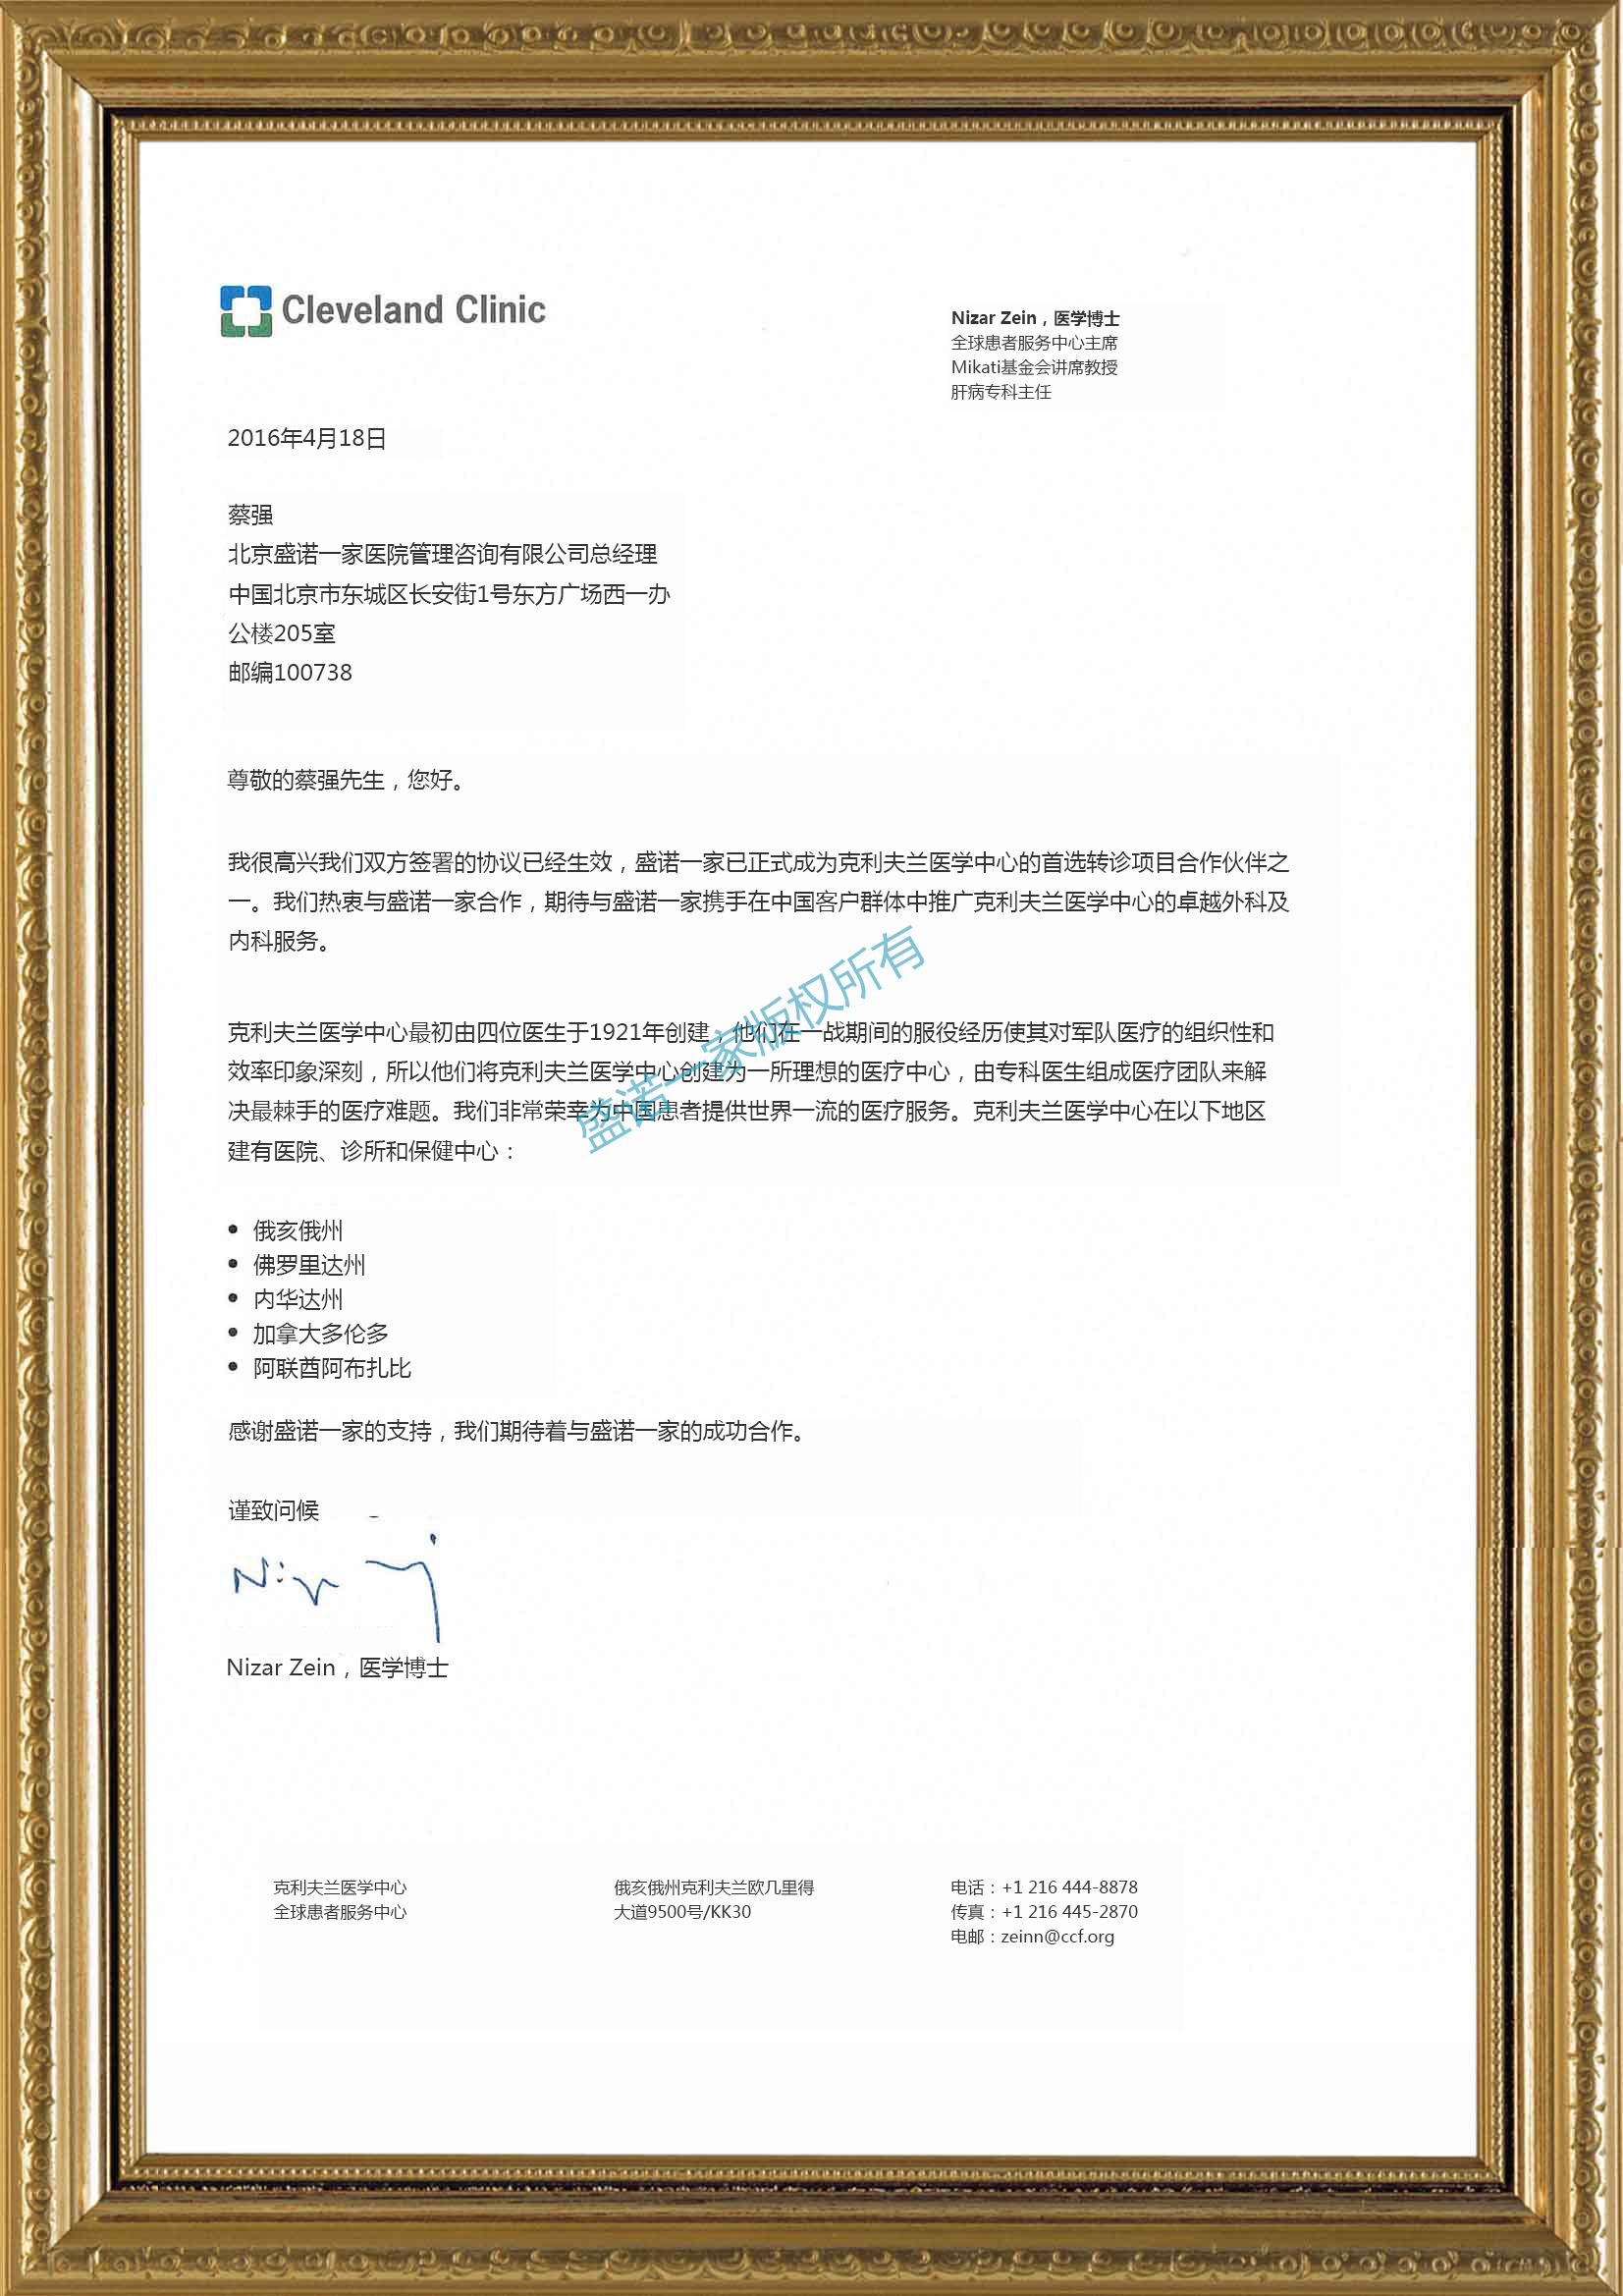 Cleveland Clinic
Nizar Zein，医学博士
全球患者服务中心主席
Mikati基金会讲席教授
肝病专科主任
2016年4月18日
蔡强
北京盛诺一家医院管理咨询有限公司总经理
中国北京市东城区长安街1号东方广场西一办
公楼205室
邮编100738
尊敬的蔡强先生，您好。
我很高兴我们双方签署的协议已经生效，盛诺一家已正式成为克利夫兰医学中心的首选转诊项目合作伙伴之
一。我们热衷与盛诺一家合作，期待与盛诺一家携手在中国客户群体中推广克利夫兰医学中心的卓越外科及
内科服务。
克利夫兰医学中心最初由四位医生于1921年创建，他们在一战期间的服役经历使其对军队医疗的组织性和
效率印象深刻，所以他们将克利夫兰医学中心创建为一所理想的医疗中心，由专科医生组成医疗团队来解
决最棘手的医疗难题。我们非常荣幸为中国患者提供世界一流的医疗服务。克利夫兰医学中心在以下地区
建有医院、诊所和保健中心：
盛诺一家版权所有
• 俄亥俄州
• 佛罗里达州
• 内华达州
• 加拿大多伦多
• 阿联酋阿布扎比
感谢盛诺一家的支持，我们期待着与盛诺一家的成功合作。
谨致问候
Nizar Zein，医学博士
克利夫兰医学中心
全球患者服务中心
俄亥俄州克利夫兰欧几里得
大道9500号/KK30
电话：+1 216 444-8878
传真：+1 216 445-2870
电邮：zeinn@ccf.org